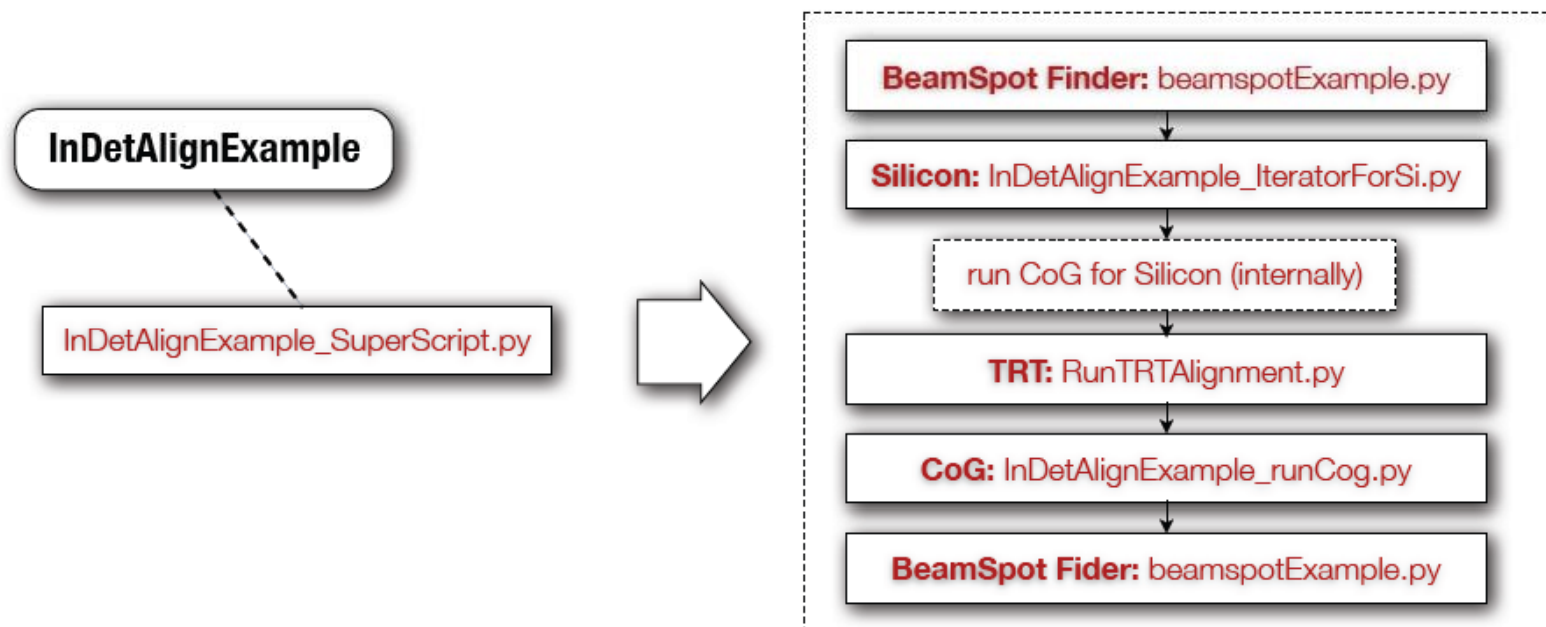 InDetAlignExample
InDetAlignExample_SuperScript.py
BeamSpot Finder: beamspotExample.py
Silicon: InDetAlignExample_IteratorForSi.py
run CoG for Silicon (internally)
TRT: RunTRTAlignment.py
CoG: InDetAlignExample_runCog.py
BeamSpot Fider: beamspotExample.py